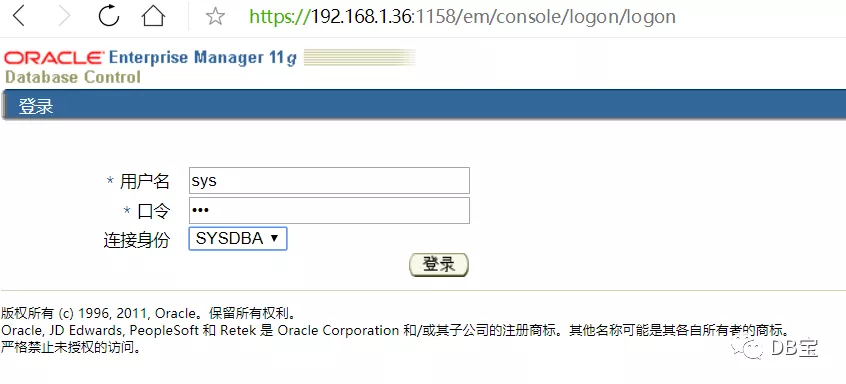 https://192.168.1.36:1158/em/console/logon/logon
ORACLE Enterprise Manager 11g
Database Control
登录
* 用户名 sys
* 口令 •••
连接身份 SYSDBA ▼
登录
版权所有 (c) 1996, 2011, Oracle。保留所有权利。
Oracle, JD Edwards, PeopleSoft 和 Retek 是 Oracle Corporation 和/或其子公司的注册商标。其他名称可能是其各自所有者的商标。
严格禁止未授权的访问。
DB宝